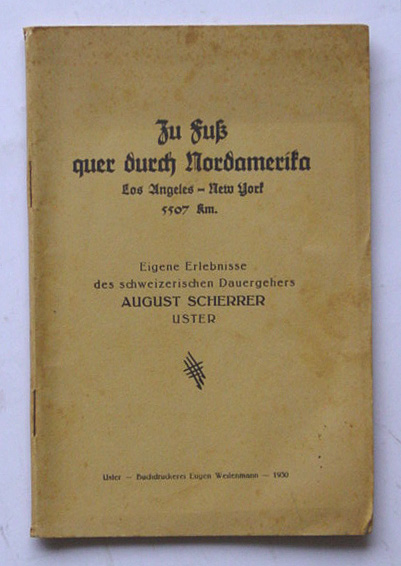 Zu Fuß
quer durch Nordamerika
Los Angeles – New York
5507 Km.
Eigene Erlebnisse
des schweizerischen Dauergehers
AUGUST SCHERRER
USTER
Uster — Buchdruckerei Eugen Weilenmann — 1930